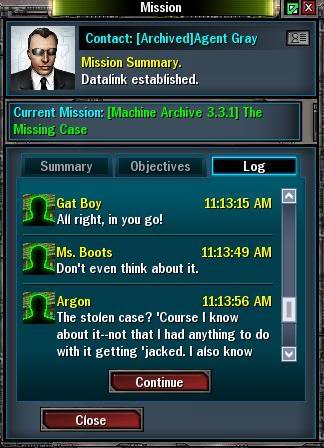 Mission
Contact: [Archived]Agent Gray
Mission Summary.
Datalink established.
Current Mission: [Machine Archive 3.3.1] The
Missing Case
Summary
Objectives
Log
Gat Boy 11:13:15 AM
All right, in you go!
Ms. Boots 11:13:49 AM
Don't even think about it.
Argon 11:13:56 AM
The stolen case? 'Course I know
about it--not that I had anything to do
with it getting 'jacked. I also know
Continue
Close